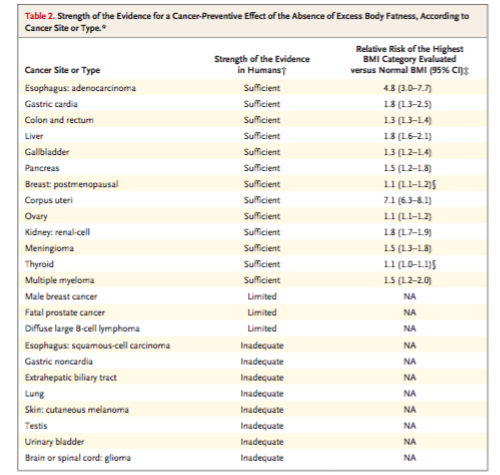 Table 2. Strength of the Evidence for a Cancer-Preventive Effect of the Absence of Excess Body Fatness, According to
Cancer Site or Type.*
Cancer Site or Type
Strength of the Evidence
in Humans†
Relative Risk of the Highest
BMI Category Evaluated
versus Normal BMI (95% CI)‡
Esophagus: adenocarcinoma Sufficient 4.8 (3.0–7.7)
Gastric cardia Sufficient 1.8 (1.3–2.5)
Colon and rectum Sufficient 1.3 (1.3–1.4)
Liver Sufficient 1.8 (1.6–2.1)
Gallbladder Sufficient 1.3 (1.2–1.4)
Pancreas Sufficient 1.5 (1.2–1.8)
Breast: postmenopausal Sufficient 1.1 (1.1–1.2)§
Corpus uteri Sufficient 7.1 (6.3–8.1)
Ovary Sufficient 1.1 (1.1–1.2)
Kidney: renal-cell Sufficient 1.8 (1.7–1.9)
Meningioma Sufficient 1.5 (1.3–1.8)
Thyroid Sufficient 1.1 (1.0–1.1)§
Multiple myeloma Sufficient 1.5 (1.2–2.0)
Male breast cancer Limited NA
Fatal prostate cancer Limited NA
Diffuse large B-cell lymphoma Limited NA
Esophagus: squamous-cell carcinoma Inadequate NA
Gastric noncardia Inadequate NA
Extrahepatic biliary tract Inadequate NA
Lung Inadequate NA
Skin: cutaneous melanoma Inadequate NA
Testis Inadequate NA
Urinary bladder Inadequate NA
Brain or spinal cord: glioma Inadequate NA